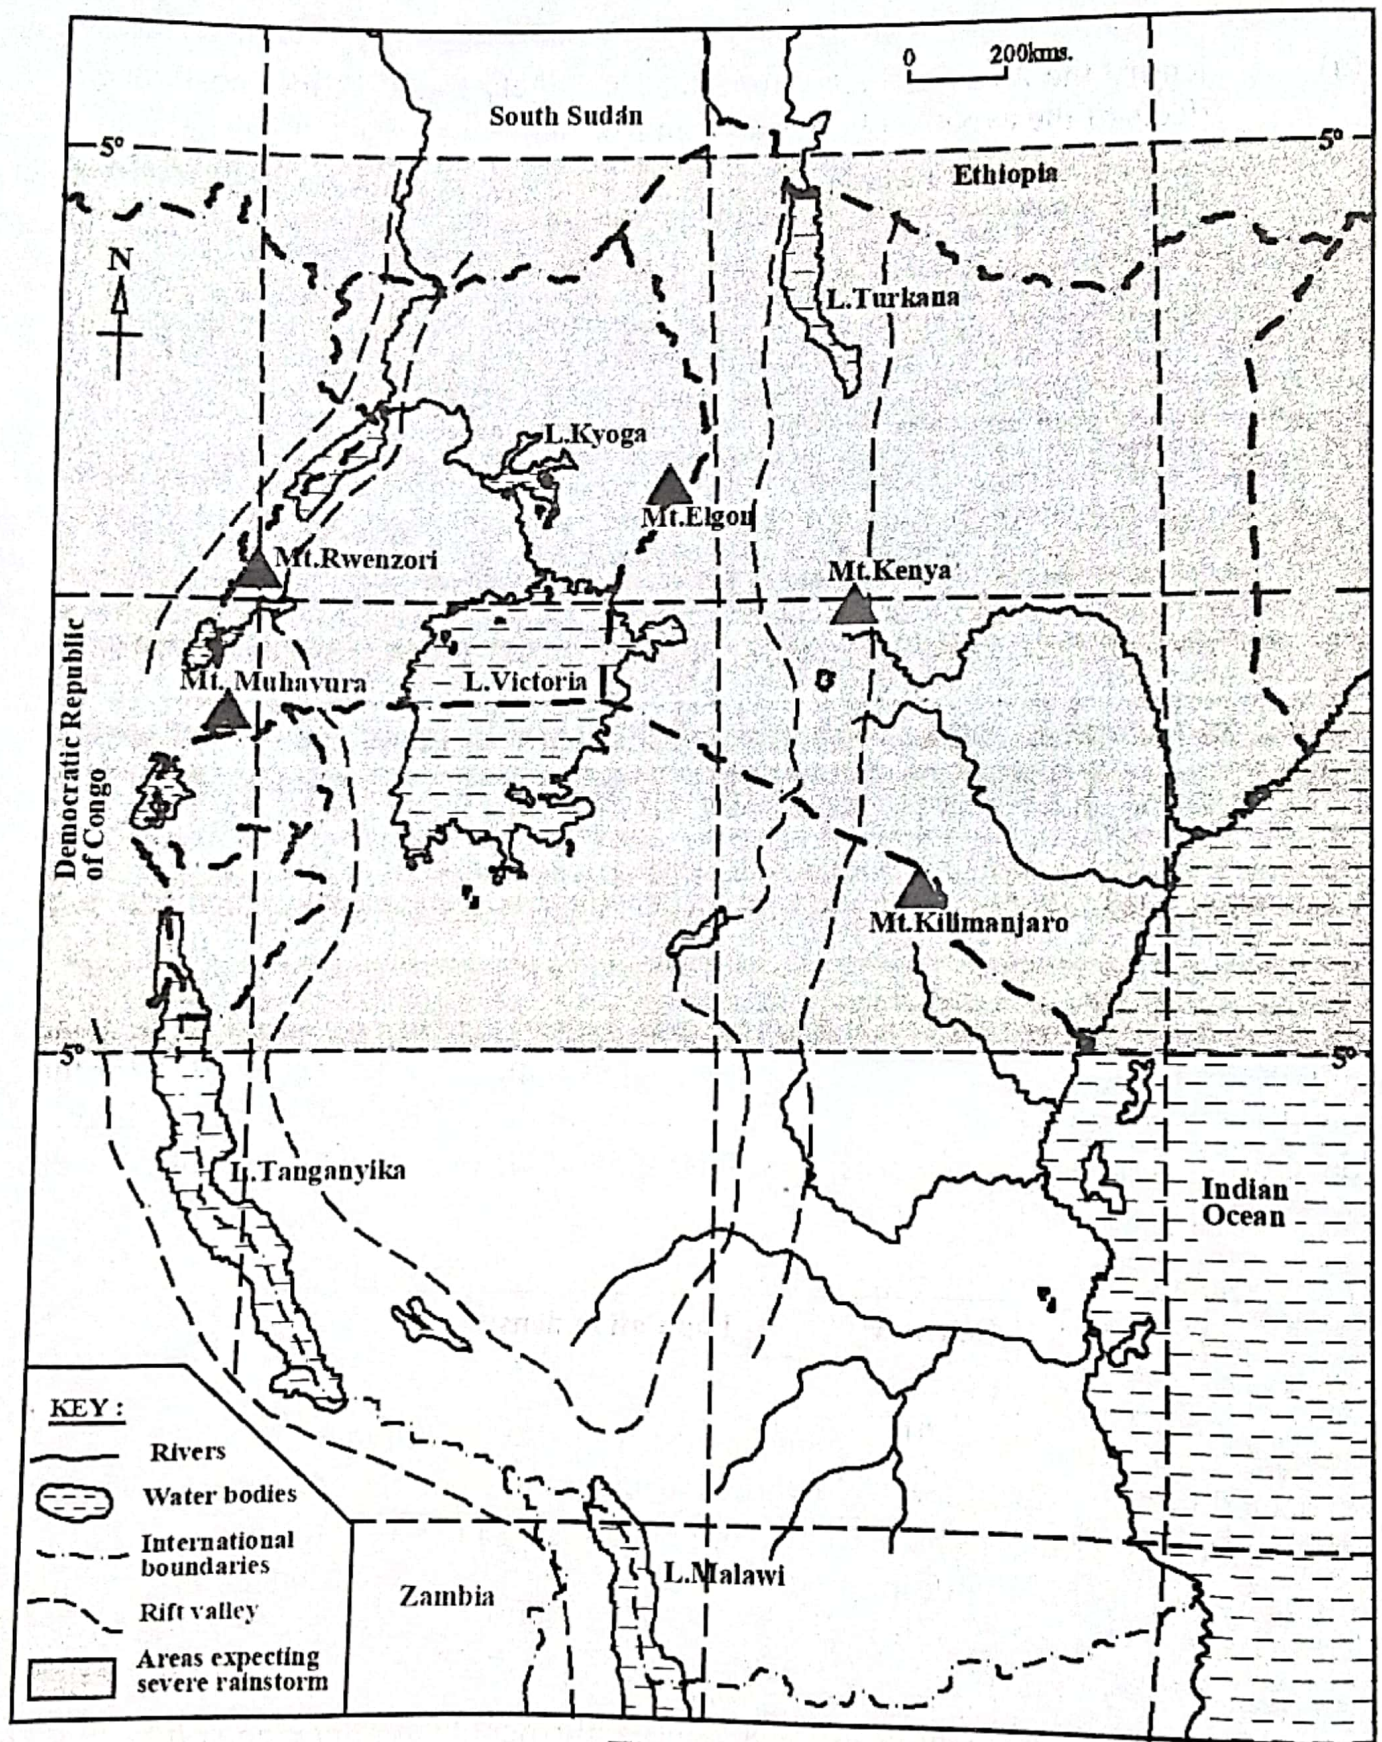 0 200kms.
South Sudan
5° 5°
Ethiopia
N
L.Turkana
L.Kyoga
Mt.Elgon
Mt.Rwenzori
Mt.Kenya
Mt. Muhavura
L.Victoria
Democratic Republic
of Congo
Mt.Kilimanjaro
5° 5°
L.Tanganyika
Indian
Ocean
KEY :
Rivers
Water bodies
International
boundaries
Rift valley
Areas expecting
severe rainstorm
Zambia
L.Malawi